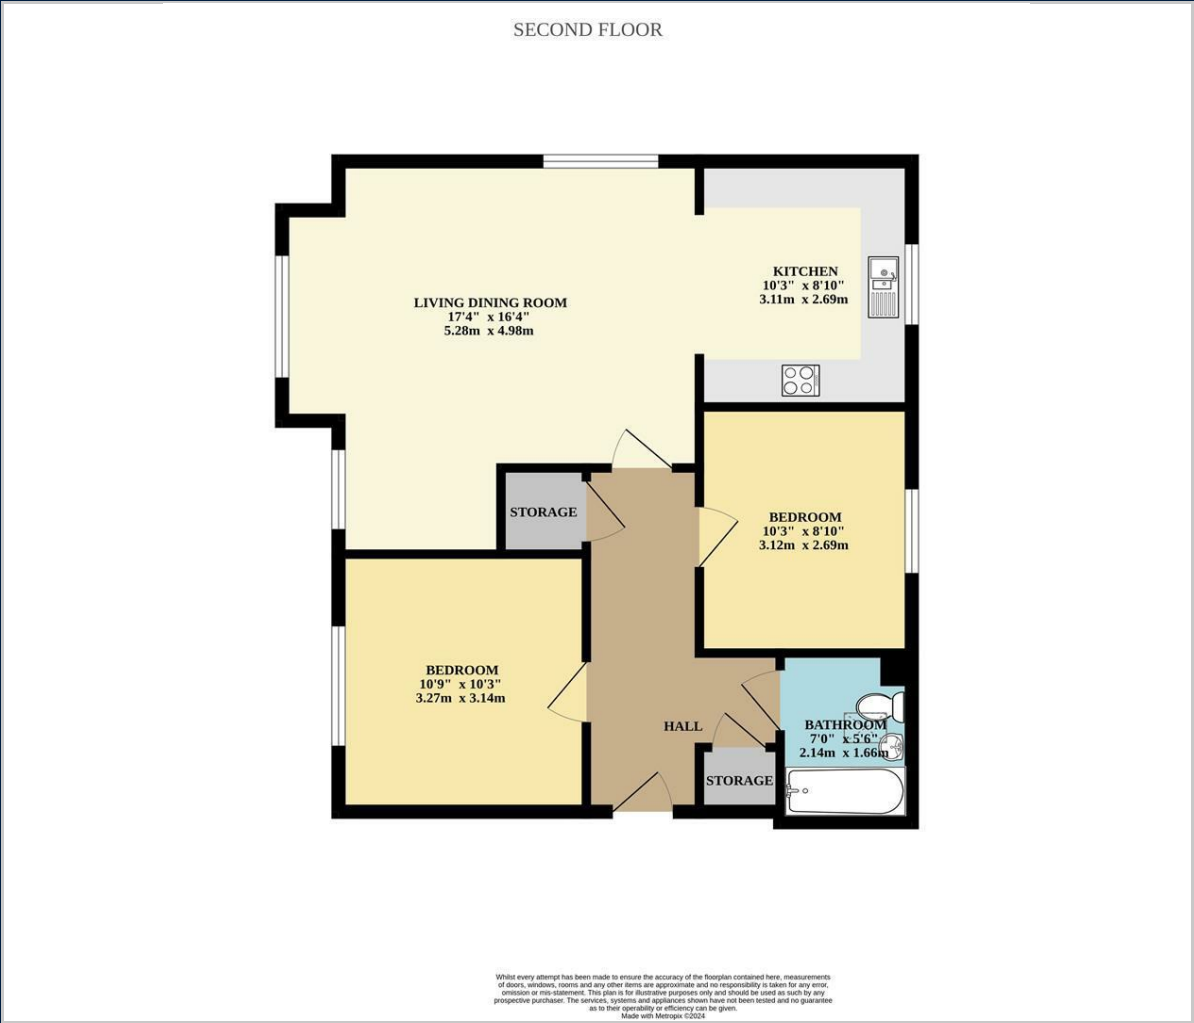 SECOND FLOOR
KITCHEN
10'3" x 8'10"
3.11m x 2.69m
LIVING DINING ROOM
17'4" x 16'4"
5.28m x 4.98m
STORAGE
BEDROOM
10'3" x 8'10"
3.12m x 2.69m
BEDROOM
10'9" x 10'3"
3.27m x 3.14m
HALL
BATHROOM
7'0" x 5'6"
2.14m x 1.66m
STORAGE
Whilst every attempt has been made to ensure the accuracy of the floorplan contained here, measurements
of doors, windows, rooms and any other items are approximate and no responsibility is taken for any error,
omission or mis-statement. This plan is for illustrative purposes only and should be used as such by any
prospective purchaser. The services, systems and appliances shown have not been tested and no guarantee
as to their operability or efficiency can be given.
Made with Metropix ©2024